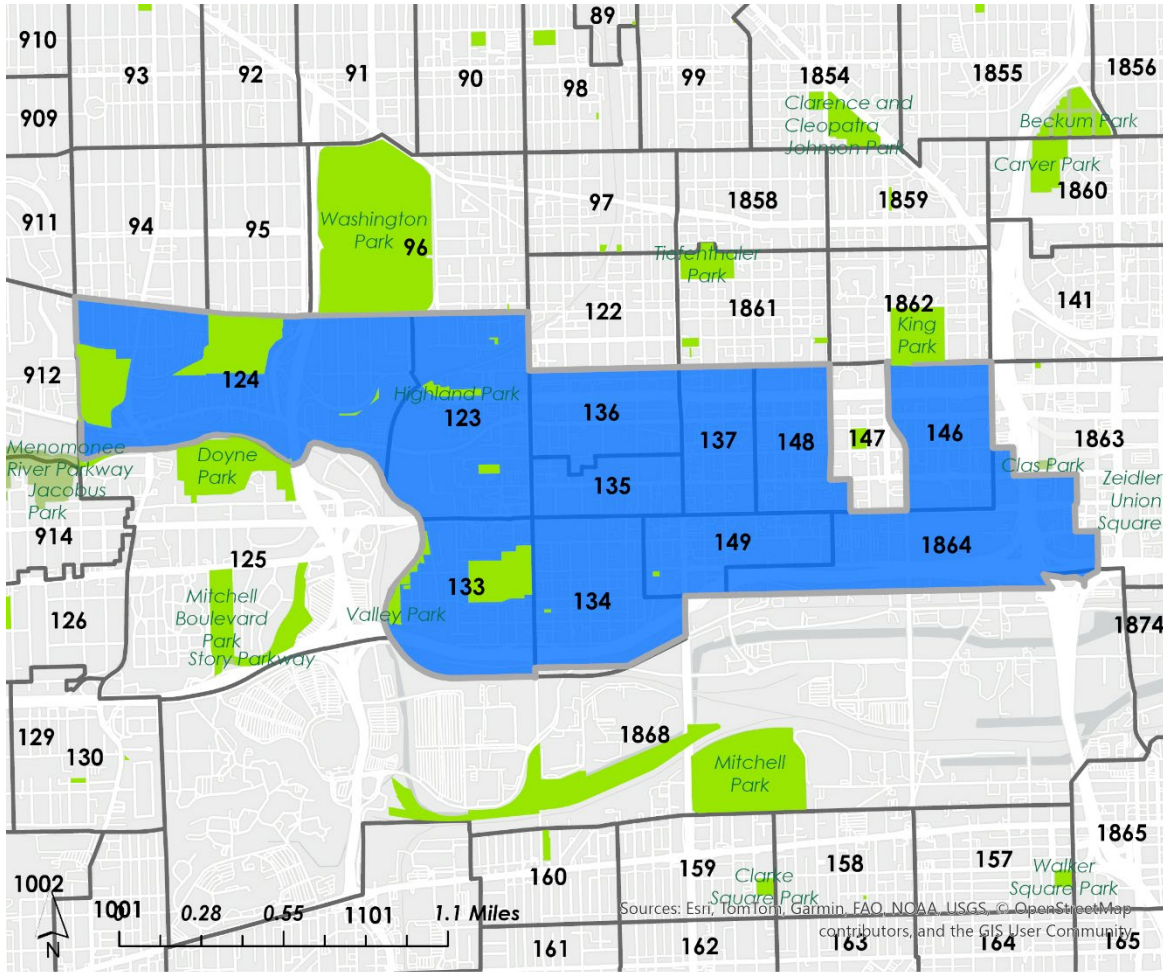 89
910
93
92
91
90
98
99
1854
1855
1856
909
Clarence and
Cleopatra
Johnson Park
Beckum Park
Carver Park
1860
911
94
95
Washington
Park
96
97
1858
1859
Tiefenthaler
Park
122
1861
1862
King
Park
141
912
124
Highland Park
123
136
137
148
147
146
1863
Menomonee
River Parkway
Jacobus
Park
Doyne
Park
135
Clas Park
Zeidler
Union
Square
914
125
133
134
149
1864
126
Mitchell
Boulevard
Park
Story Parkway
Valley Park
1874
129
130
1868
Mitchell
Park
1865
160
159
158
157
Clarke
Square Park
Walker
Square Park
1002
1001
0
0.28
0.55
1101
1.1 Miles
N
161
162
163
164
165
Sources: Esri, TomTom, Garmin, FAO, NOAA, USGS, © OpenStreetMap
contributors, and the GIS User Community